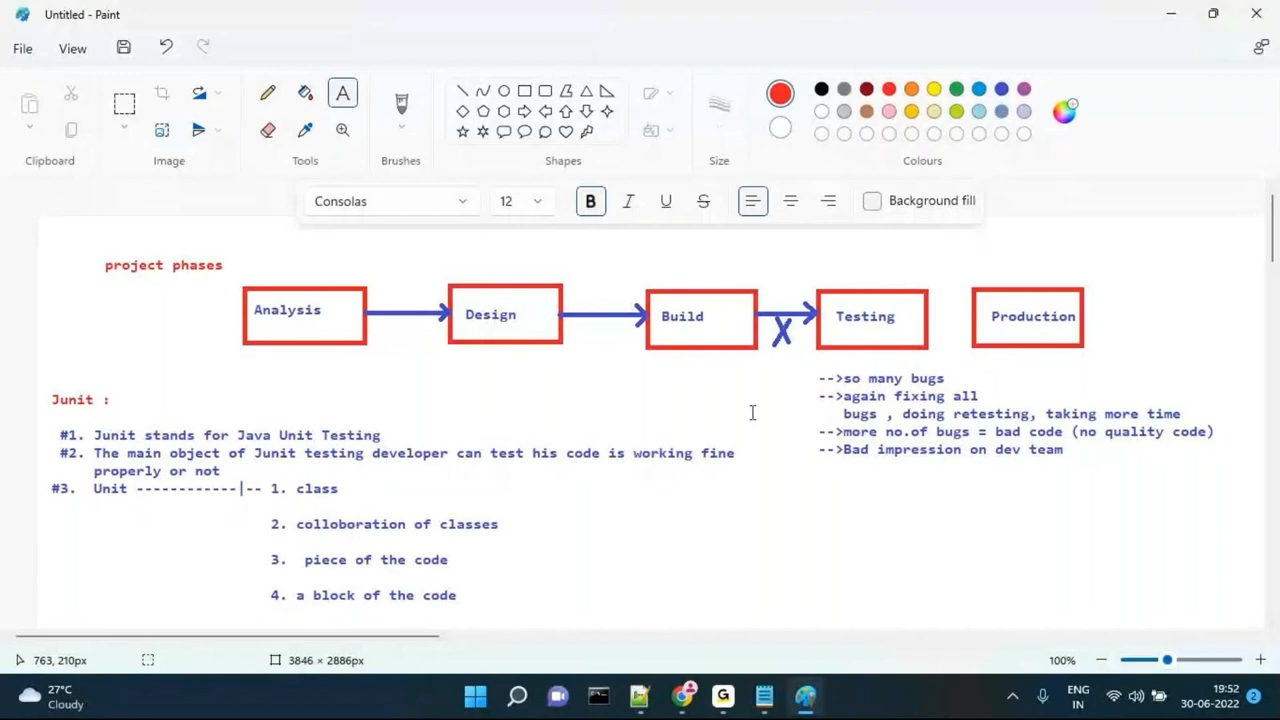 Untitled - Paint
File View
Clipboard Image Tools Brushes Shapes Size Colours
Consolas 12 B I U S Background fill
project phases
Analysis Design Build Testing Production
X
-->so many bugs
-->again fixing all
bugs , doing retesting, taking more time
-->more no.of bugs = bad code (no quality code)
-->Bad impression on dev team
Junit :
#1. Junit stands for Java Unit Testing
#2. The main object of Junit testing developer can test his code is working fine
properly or not
#3. Unit ------------|-- 1. class
2. colloboration of classes
3. piece of the code
4. a block of the code
763, 210px 3846 × 2886px 100%
27°C
Cloudy
ENG
IN
19:52
30-06-2022
2